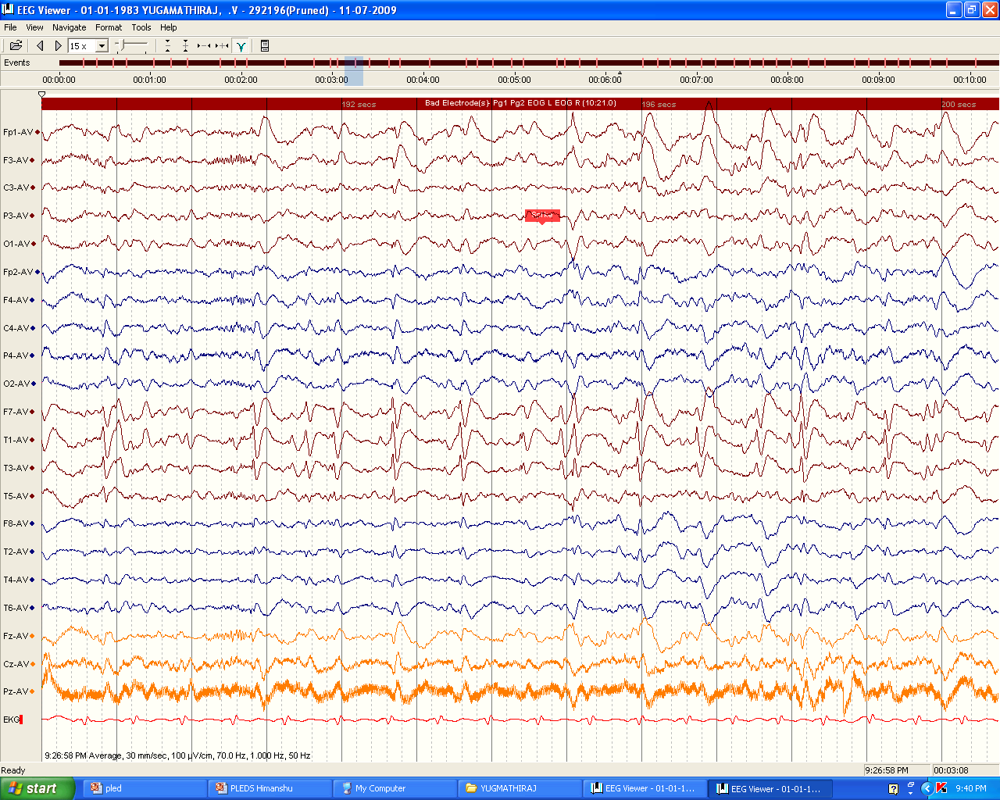 EEG Viewer - 01-01-1983 YUGAMATHIRAJ, .V - 292196(Pruned) - 11-07-2009
File View Navigate Format Tools Help
15 x
Events
00:00:00 00:01:00 00:02:00 00:03:00 00:04:00 00:05:00 00:06:00 00:07:00 00:08:00 00:09:00 00:10:00
192 secs Bad Electrode(s)- Pg1 Pg2 EOG L EOG R (10:21.0) 196 secs 200 secs
Fp1-AV
F3-AV
C3-AV
P3-AV
O1-AV
Fp2-AV
F4-AV
C4-AV
P4-AV
O2-AV
F7-AV
T1-AV
T3-AV
T5-AV
F8-AV
T2-AV
T4-AV
T6-AV
Fz-AV
Cz-AV
Pz-AV
EKG
9:26:58 PM Average, 30 mm/sec, 100 µV/cm, 70.0 Hz, 1.000 Hz, 50 Hz
Ready 9:26:58 PM 00:03:08
start pled PLEDS Himanshu My Computer YUGMATHIRAJ EEG Viewer - 01-01-1... EEG Viewer - 01-01-1... 9:40 PM